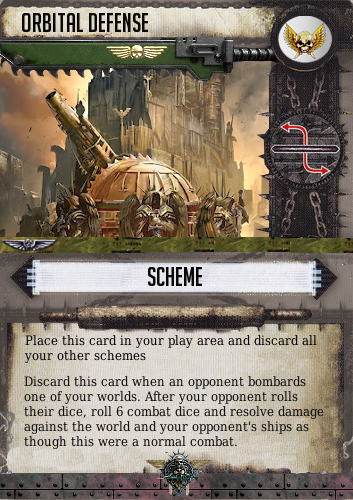 ORBITAL DEFENSE
SCHEME
Place this card in your play area and discard all
your other schemes
Discard this card when an opponent bombards
one of your worlds. After your opponent rolls
their dice, roll 6 combat dice and resolve damage
against the world and your opponent's ships as
though this were a normal combat.